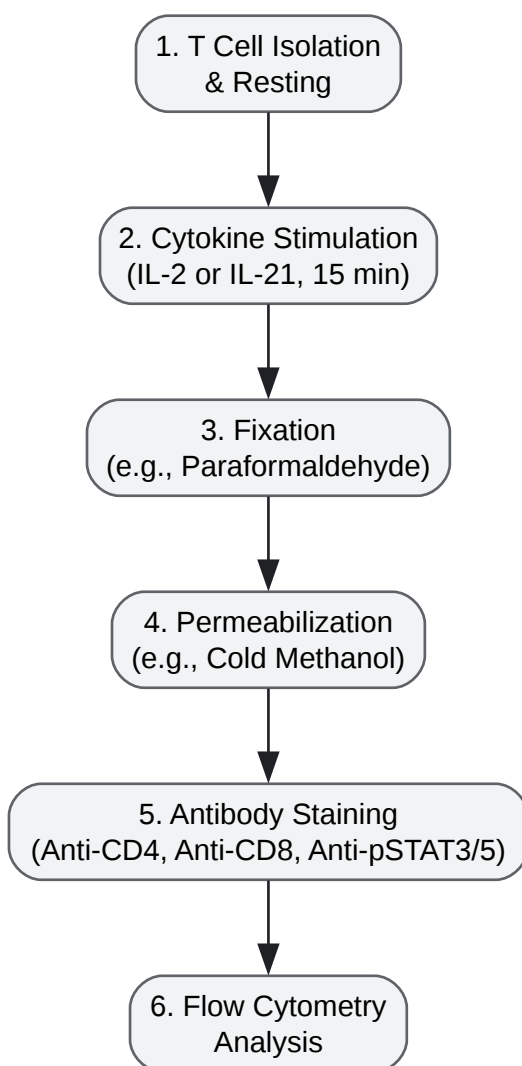 1. T Cell Isolation
& Resting
2. Cytokine Stimulation
(IL-2 or IL-21, 15 min)
3. Fixation
(e.g., Paraformaldehyde)
4. Permeabilization
(e.g., Cold Methanol)
5. Antibody Staining
(Anti-CD4, Anti-CD8, Anti-pSTAT3/5)
6. Flow Cytometry
Analysis